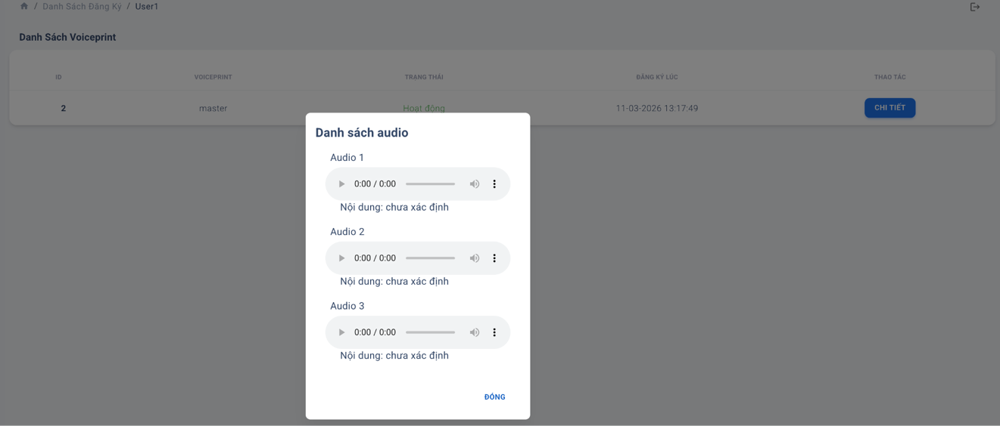 / Danh Sách Đăng Ký / User1
Danh Sách Voiceprint
ID VOICEPRINT TRẠNG THÁI ĐĂNG KÝ LÚC THAO TÁC
2 master Hoạt động 11-03-2026 13:17:49 CHI TIẾT
Danh sách audio
Audio 1
0:00 / 0:00
Nội dung: chưa xác định
Audio 2
0:00 / 0:00
Nội dung: chưa xác định
Audio 3
0:00 / 0:00
Nội dung: chưa xác định
ĐÓNG